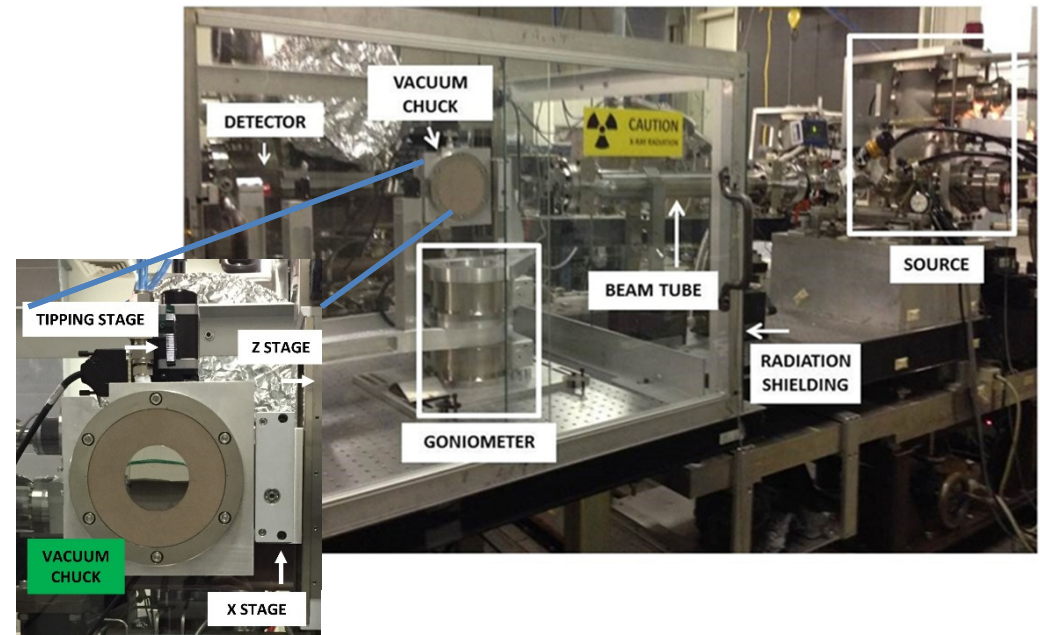 VACUUM
CHUCK
DETECTOR
CAUTION
X-RAY RADIATION
SOURCE
BEAM TUBE
TIPPING STAGE
Z STAGE
RADIATION
SHIELDING
GONIOMETER
VACUUM
CHUCK
X STAGE